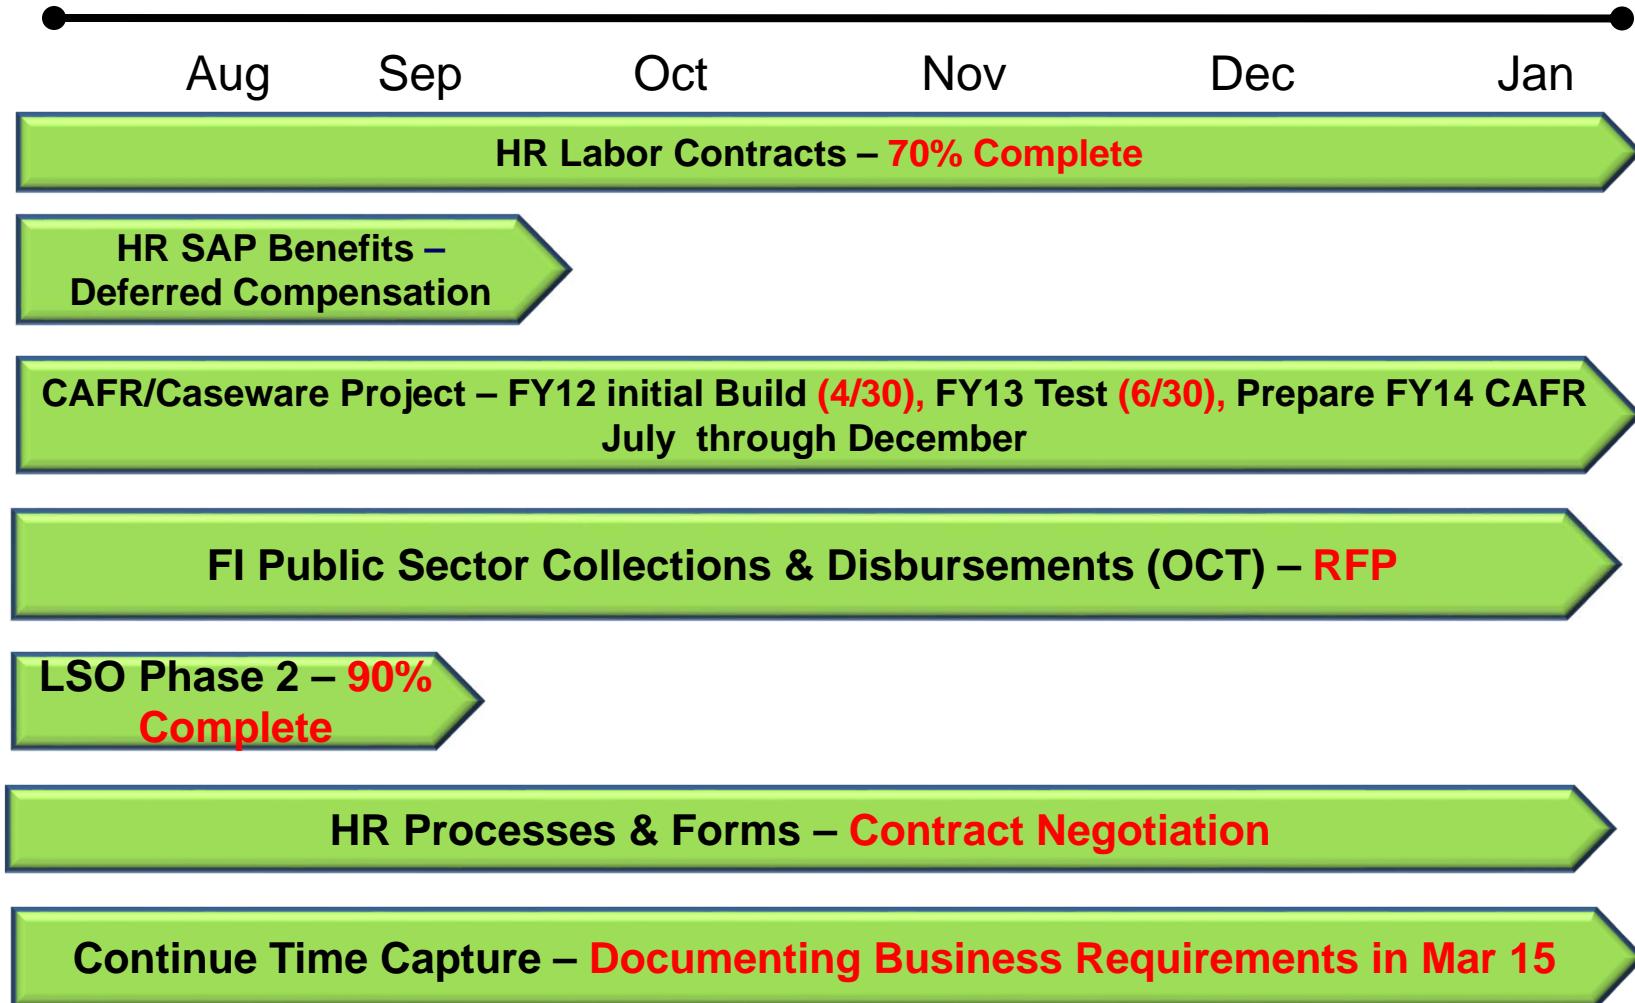 Aug Sep Oct Nov Dec Jan
HR Labor Contracts – 70% Complete
HR SAP Benefits –
Deferred Compensation
CAFR/Caseware Project – FY12 initial Build (4/30), FY13 Test (6/30), Prepare FY14 CAFR
July through December
FI Public Sector Collections & Disbursements (OCT) – RFP
LSO Phase 2 – 90%
Complete
HR Processes & Forms – Contract Negotiation
Continue Time Capture – Documenting Business Requirements in Mar 15